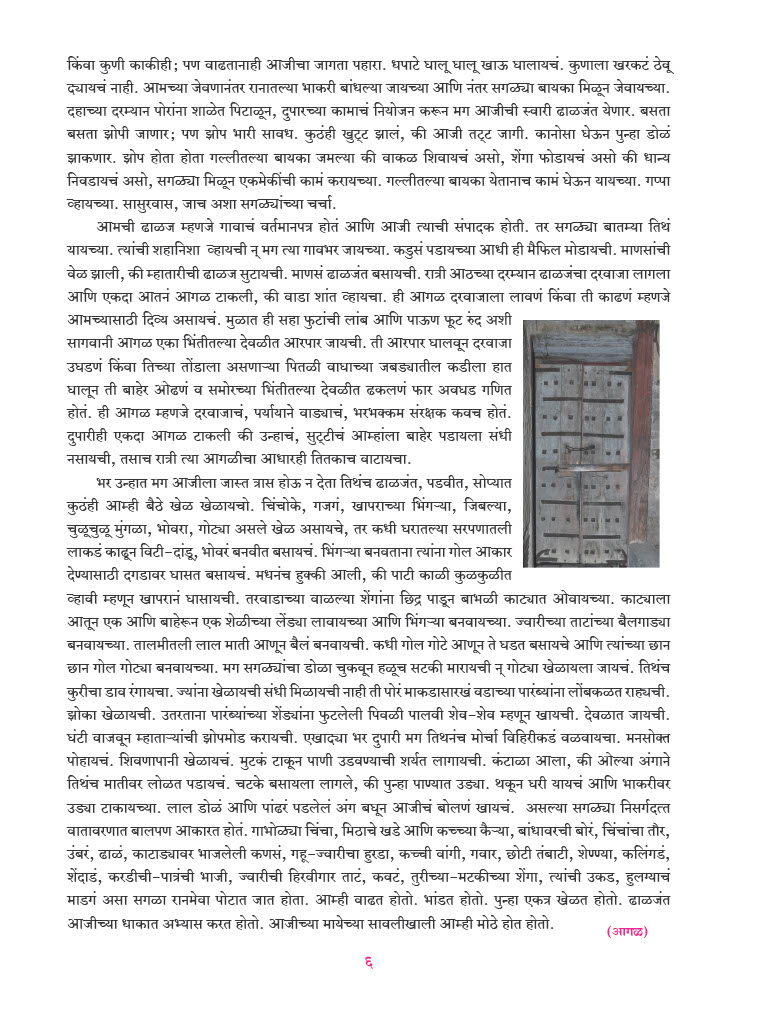 किंवा कुणी काकीही; पण वाढतानाही आजीचा जागता पहारा. धपाटे घालू घालू खाऊ घालायचं. कुणाला खरकटं ठेवू
द्यायचं नाही. आमच्या जेवणानंतर रानातल्या भाकरी बांधल्या जायच्या आणि नंतर सगळ्या बायका मिळून जेवायच्या.
दहाच्या दरम्यान पोरांना शाळेत पिटाळून, दुपारच्या कामाचं नियोजन करून मग आजीची स्वारी ढाळजंत येणार. बसता
बसता झोपी जाणार; पण झोप भारी सावध. कुठंही खुट्ट झालं, की आजी तट्ट जागी. कानोसा घेऊन पुन्हा डोळं
झाकणार. झोप होता होता गल्लीतल्या बायका जमल्या की वाकळ शिवायचं असो, शेंगा फोडायचं असो की धान्य
निवडायचं असो, सगळ्या मिळून एकमेकींची कामं करायच्या. गल्लीतल्या बायका येतानाच कामं घेऊन यायच्या. गप्पा
व्हायच्या. सासुरवास, जाच अशा सगळ्यांच्या चर्चा.
आमची ढाळज म्हणजे गावाचं वर्तमानपत्र होतं आणि आजी त्याची संपादक होती. तर सगळ्या बातम्या तिथं
यायच्या. त्यांची शहानिशा व्हायची न् मग त्या गावभर जायच्या. कडुसं पडायच्या आधी ही मैफिल मोडायची. माणसांची
वेळ झाली, की म्हातारीची ढाळज सुटायची. माणसं ढाळजंत बसायची. रात्री आठच्या दरम्यान ढाळजंचा दरवाजा लागला
आणि एकदा आतनं आगळ टाकली, की वाडा शांत व्हायचा. ही आगळ दरवाजाला लावणं किंवा ती काढणं म्हणजे
आमच्यासाठी दिव्य असायचं. मुळात ही सहा फुटांची लांब आणि पाऊण फूट रुंद अशी
सागवानी आगळ एका भिंतीतल्या देवळीत आरपार जायची. ती आरपार घालवून दरवाजा
उघडणं किंवा तिच्या तोंडाला असणाऱ्या पितळी वाघाच्या जबड्यातील कडीला हात
घालून ती बाहेर ओढणं व समोरच्या भिंतीतल्या देवळीत ढकलणं फार अवघड गणित
होतं. ही आगळ म्हणजे दरवाजाचं, पर्यायाने वाड्याचं, भरभक्कम संरक्षक कवच होतं.
दुपारीही एकदा आगळ टाकली की उन्हाचं, सुट्टीचं आम्हांला बाहेर पडायला संधी
नसायची, तसाच रात्री त्या आगळीचा आधारही तितकाच वाटायचा.
भर उन्हात मग आजीला जास्त त्रास होऊ न देता तिथंच ढाळजंत, पडवीत, सोप्यात
कुठंही आम्ही बैठे खेळ खेळायचो. चिंचोके, गजगं, खापराच्या भिंगऱ्या, जिबल्या,
चुळूचुळू मुंगळा, भोवरा, गोट्या असले खेळ असायचे, तर कधी घरातल्या सरपणातली
लाकडं काढून विटी-दांडू, भोवरं बनवीत बसायचं. भिंगऱ्या बनवताना त्यांना गोल आकार
देण्यासाठी दगडावर घासत बसायचं. मधनंच हुक्की आली, की पाटी काळी कुळकुळीत
व्हावी म्हणून खापरानं घासायची. तरवाडाच्या वाळल्या शेंगांना छिद्र पाडून बाभळी काट्यात ओवायच्या. काट्याला
आतून एक आणि बाहेरून एक शेळीच्या लेंड्या लावायच्या आणि भिंगऱ्या बनवायच्या. ज्वारीच्या ताटांच्या बैलगाड्या
बनवायच्या. तालमीतली लाल माती आणून बैलं बनवायची. कधी गोल गोटे आणून ते घडत बसायचे आणि त्यांच्या छान
छान गोल गोट्या बनवायच्या. मग सगळ्यांचा डोळा चुकवून हळूच सटकी मारायची न् गोट्या खेळायला जायचं. तिथंच
कुरीचा डाव रंगायचा. ज्यांना खेळायची संधी मिळायची नाही ती पोरं माकडासारखं वडाच्या पारंब्यांना लोंबकळत राह्यची.
झोका खेळायची. उतरताना पारंब्यांच्या शेंड्यांना फुटलेली पिवळी पालवी शेव-शेव म्हणून खायची. देवळात जायची.
घंटी वाजवून म्हाताऱ्यांची झोपमोड करायची. एखाद्या भर दुपारी मग तिथनंच मोर्चा विहिरीकडं वळवायचा. मनसोक्त
पोहायचं. शिवणापानी खेळायचं. मुटकं टाकून पाणी उडवण्याची शर्यत लागायची. कंटाळा आला, की ओल्या अंगाने
तिथंच मातीवर लोळत पडायचं. चटके बसायला लागले, की पुन्हा पाण्यात उड्या. थकून घरी यायचं आणि भाकरीवर
उड्या टाकायच्या. लाल डोळं आणि पांढरं पडलेलं अंग बघून आजीचं बोलणं खायचं. असल्या सगळ्या निसर्गदत्त
वातावरणात बालपण आकारत होतं. गाभोळ्या चिंचा, मिठाचे खडे आणि कच्च्या कैऱ्या, बांधावरची बोरं, चिंचांचा तौर,
उंबरं, ढाळं, काटाड्यावर भाजलेली कणसं, गहू-ज्वारीचा हुरडा, कच्ची वांगी, गवार, छोटी तंबाटी, शेण्ण्या, कलिंगडं,
शेंदाडं, करडीची-पात्रंची भाजी, ज्वारीची हिरवीगार ताटं, कवटं, तुरीच्या-मटकीच्या शेंगा, त्यांची उकड, हुलग्याचं
माडगं असा सगळा रानमेवा पोटात जात होता. आम्ही वाढत होतो. भांडत होतो. पुन्हा एकत्र खेळत होतो. ढाळजंत
आजीच्या धाकात अभ्यास करत होतो. आजीच्या मायेच्या सावलीखाली आम्ही मोठे होत होतो.
(आगळ)
६